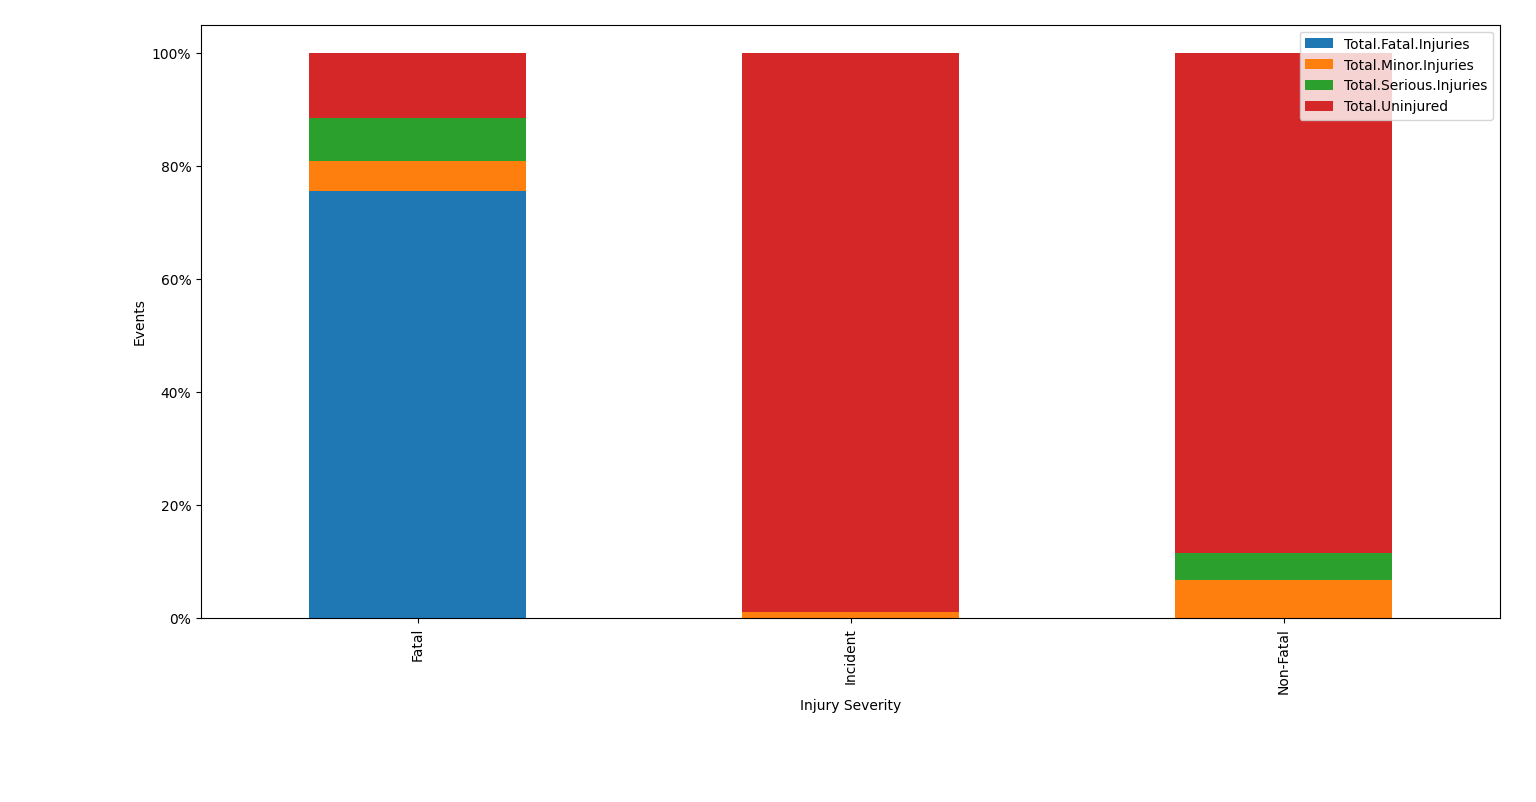 100%
80%
60%
40%
20%
0%
Events
Total.Fatal.Injuries
Total.Minor.Injuries
Total.Serious.Injuries
Total.Uninjured
Fatal
Incident
Non-Fatal
Injury Severity